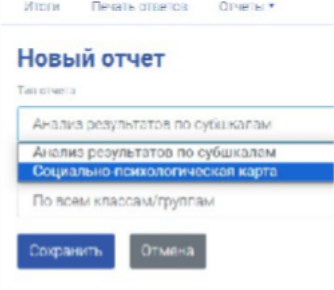 Итоги Печать ответов Отчеты
Новый отчет
Тип отчета
Анализ результатов по субшкалам
Анализ результатов по субшкалам
Социально-психологическая карта
По всем классам/группам
Сохранить Отмена